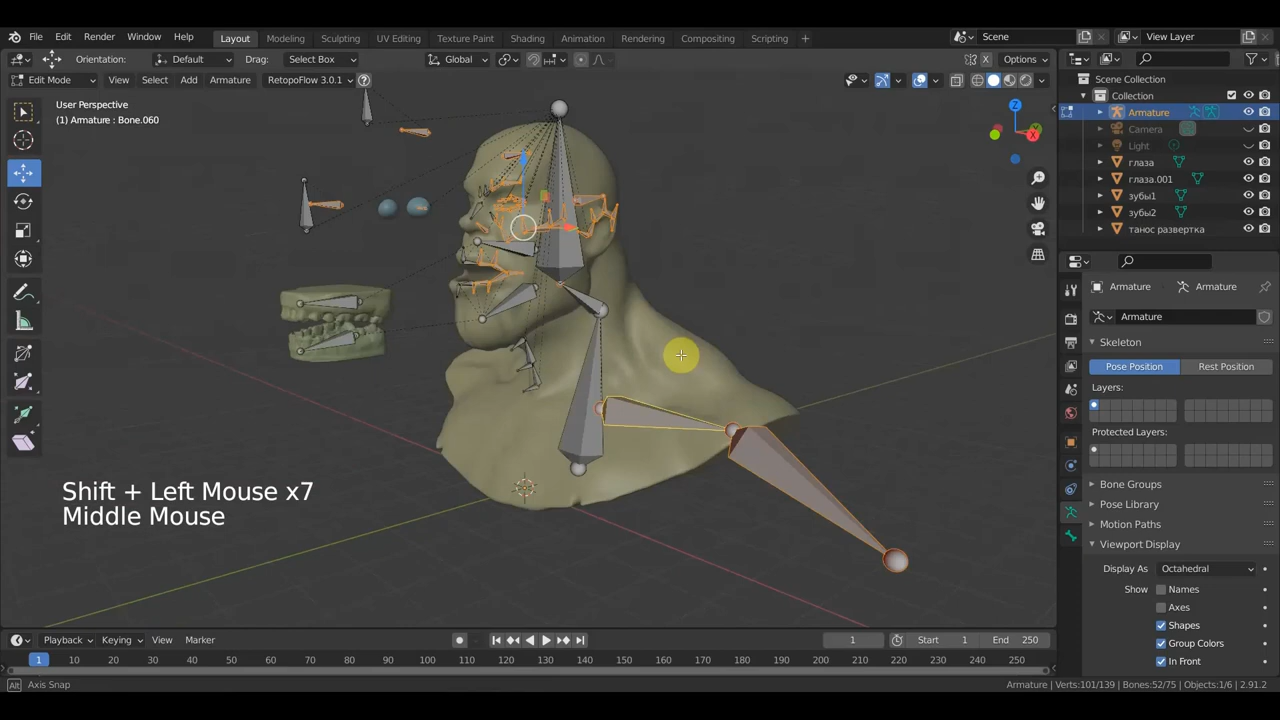 File Edit Render Window Help Layout Modeling Sculpting UV Editing Texture Paint Shading Animation Rendering Compositing Scripting + Scene View Layer
Orientation: Default Drag: Select Box Global Options
Edit Mode View Select Add Armature RetopoFlow 3.0.1 ?
User Perspective
(1) Armature : Bone.060
Shift + Left Mouse x7
Middle Mouse
Z
R
X
Scene Collection
Collection
Armature
Camera
Light
глаза
глаза.001
зубы1
зубы2
танос развертка
Armature Armature
Armature
Skeleton
Pose Position Rest Position
Layers:
Protected Layers:
Bone Groups
Pose Library
Motion Paths
Viewport Display
Display As Octahedral
Show Names
Axes
Shapes
Group Colors
In Front
Playback Keying View Marker 1 Start 1 End 250
1 10 20 30 40 50 60 70 80 90 100 110 120 130 140 150 160 170 180 190 200 210 220 230 240 250
Alt Axis Snap Armature | Verts:101/139 | Bones:52/75 | Objects:1/6 | 2.91.2